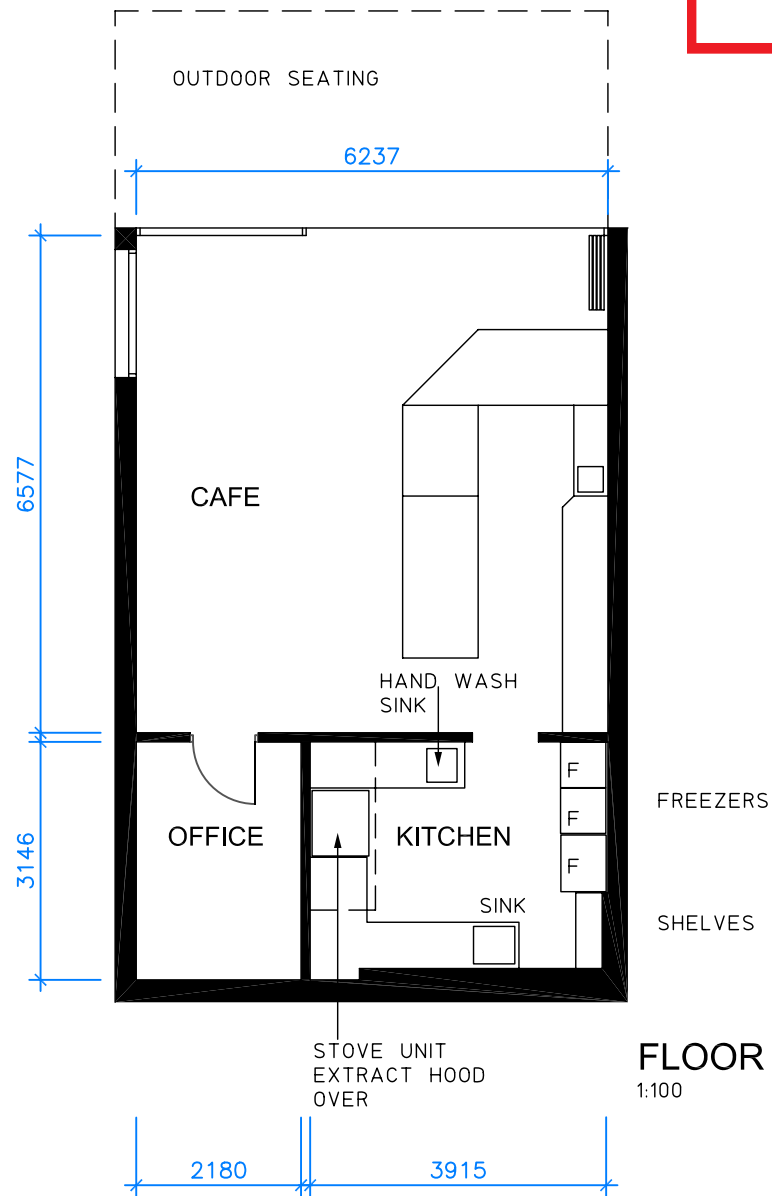 OUTDOOR SEATING
6237
6577
CAFE
HAND WASH
SINK
3146
OFFICE
KITCHEN
F
F
F
FREEZERS
SINK
SHELVES
STOVE UNIT
EXTRACT HOOD
OVER
FLOOR
1:100
2180
3915